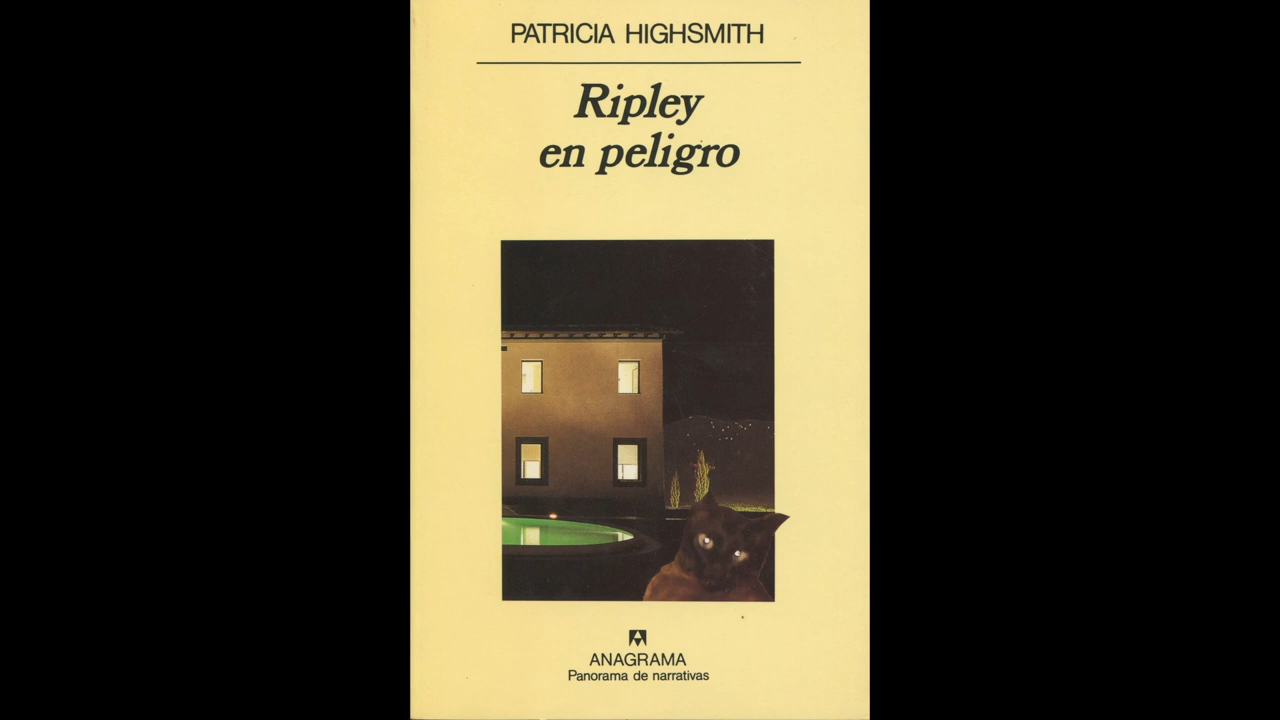 PATRICIA HIGHSMITH
Ripley
en peligro
ANAGRAMA
Panorama de narrativas